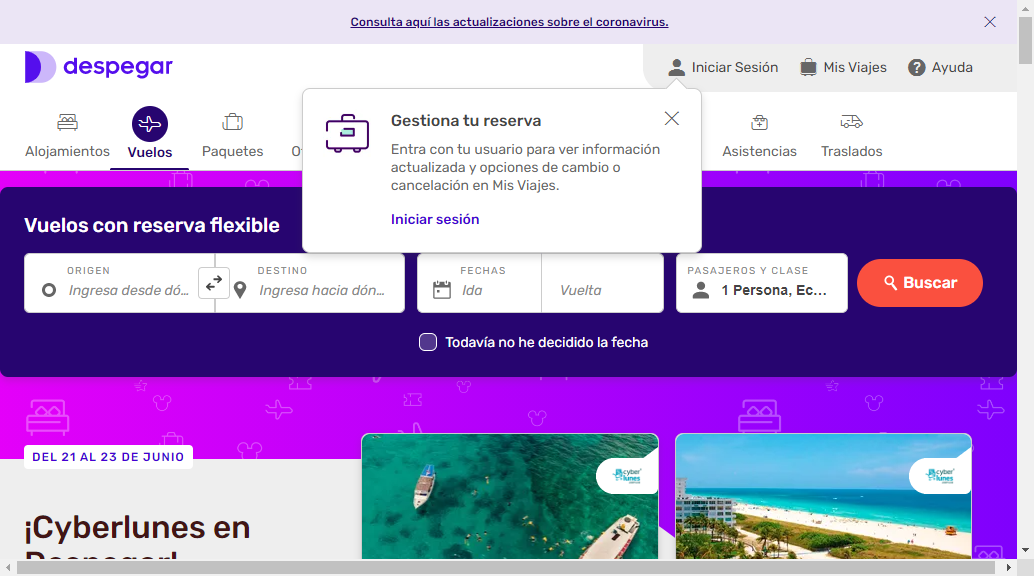 Consulta aquí las actualizaciones sobre el coronavirus.
despegar
Iniciar Sesión
Mis Viajes
Ayuda
Alojamientos
Vuelos
Paquetes
Asistencias
Traslados
Gestiona tu reserva
Entra con tu usuario para ver información
actualizada y opciones de cambio o
cancelación en Mis Viajes.
Iniciar sesión
Vuelos con reserva flexible
ORIGEN
Ingresa desde dó...
DESTINO
Ingresa hacia dón...
FECHAS
Ida
Vuelta
PASAJEROS Y CLASE
1 Persona, Ec...
Buscar
Todavía no he decidido la fecha
DEL 21 AL 23 DE JUNIO
cyber
lunes
cyber
lunes
¡Cyberlunes en
Despegar!